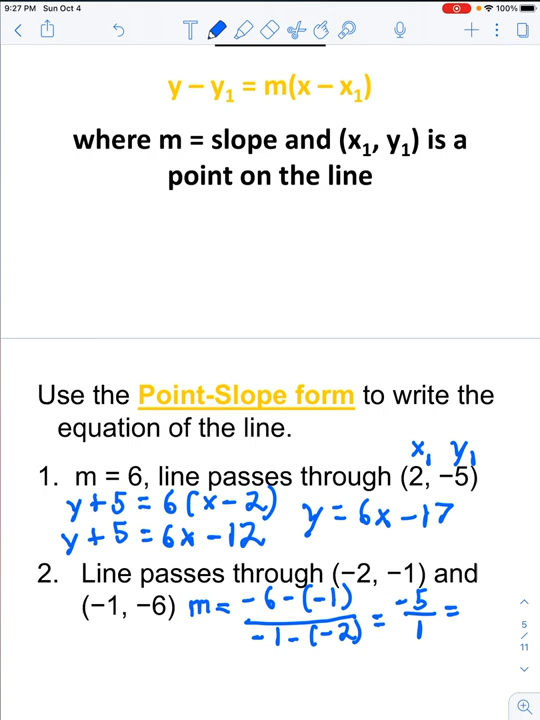 9:27 PM Sun Oct 4 100%
T
y − y₁ = m(x − x₁)
where m = slope and (x₁, y₁) is a
point on the line
Use the Point-Slope form to write the
equation of the line.
x₁ y₁
1. m = 6, line passes through (2, −5)
y + 5 = 6(x − 2)
y = 6x − 17
y + 5 = 6x − 12
2. Line passes through (−2, −1) and
(−1, −6) m = −6 − (−1) / −1 − (−2) = −5 / 1 =
5
/
11